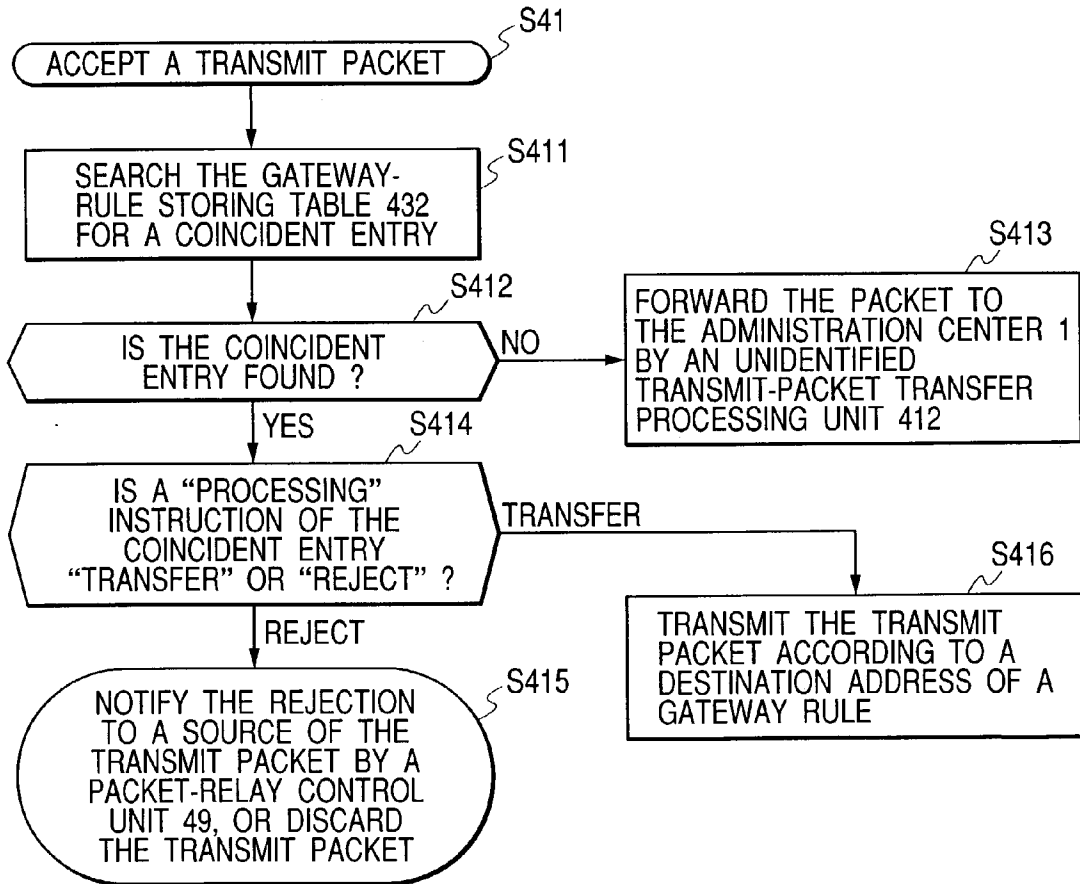 S41
ACCEPT A TRANSMIT PACKET
S411
SEARCH THE GATEWAY-
RULE STORING TABLE 432
FOR A COINCIDENT ENTRY
S412
IS THE COINCIDENT
ENTRY FOUND ?
NO
S413
FORWARD THE PACKET TO
THE ADMINISTRATION CENTER 1
BY AN UNIDENTIFIED
TRANSMIT-PACKET TRANSFER
PROCESSING UNIT 412
YES
S414
IS A “PROCESSING”
INSTRUCTION OF THE
COINCIDENT ENTRY
“TRANSFER” OR “REJECT” ?
TRANSFER
S416
TRANSMIT THE TRANSMIT
PACKET ACCORDING TO A
DESTINATION ADDRESS OF A
GATEWAY RULE
REJECT
S415
NOTIFY THE REJECTION
TO A SOURCE OF THE
TRANSMIT PACKET BY A
PACKET-RELAY CONTROL
UNIT 49, OR DISCARD
THE TRANSMIT PACKET